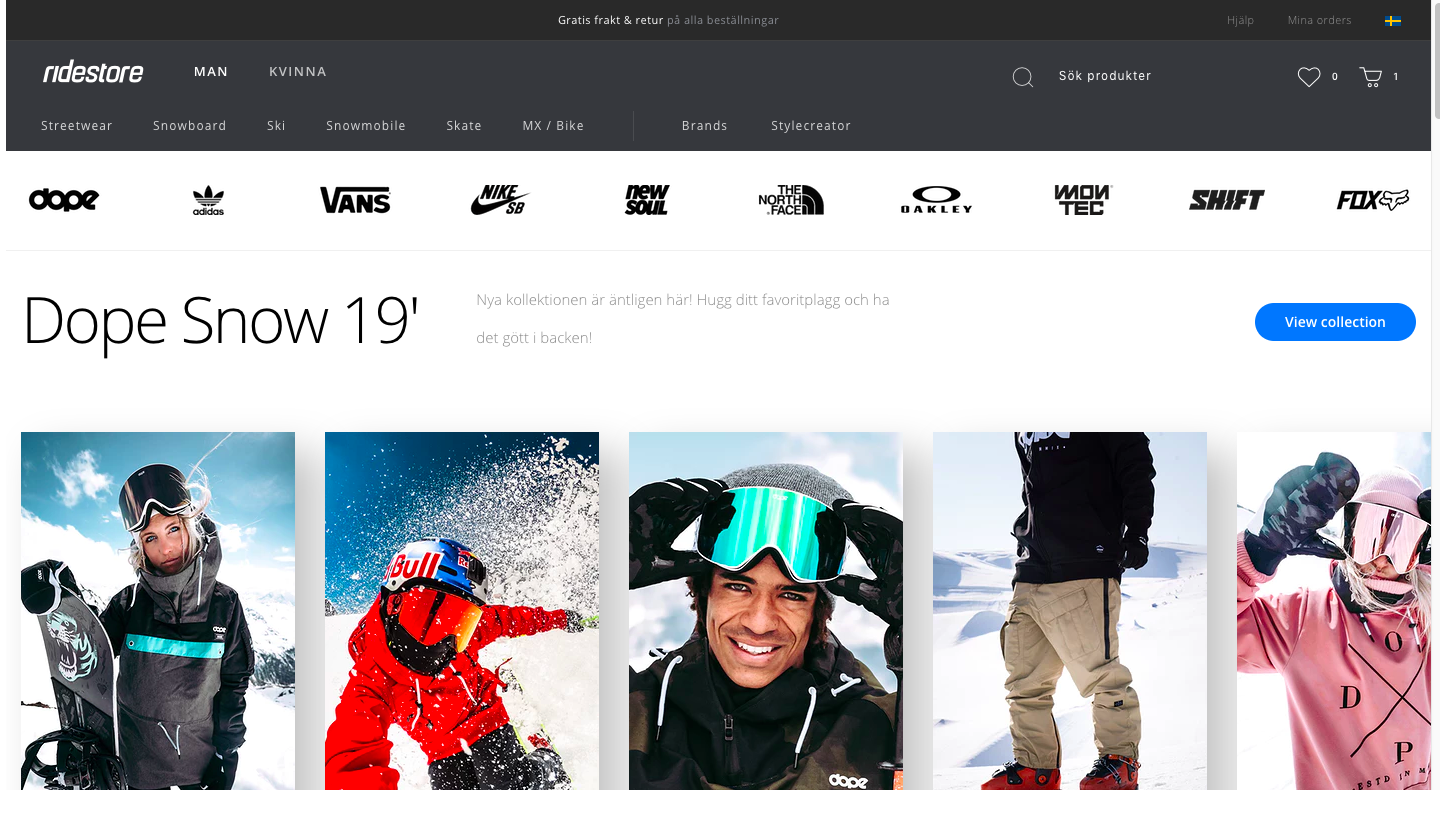 Gratis frakt & retur på alla beställningar
Hjälp
Mina orders
ridestore
MAN
KVINNA
Sök produkter
0
1
Streetwear
Snowboard
Ski
Snowmobile
Skate
MX / Bike
Brands
Stylecreator
dope
adidas
VANS
NIKE SB
new SOUL
THE NORTH FACE
OAKLEY
MONTEC
SHIFT
FOX
Dope Snow 19'
Nya kollektionen är äntligen här! Hugg ditt favoritplagg och ha
det gött i backen!
View collection
dope
Bull
dope
D O P
ESTD IN M